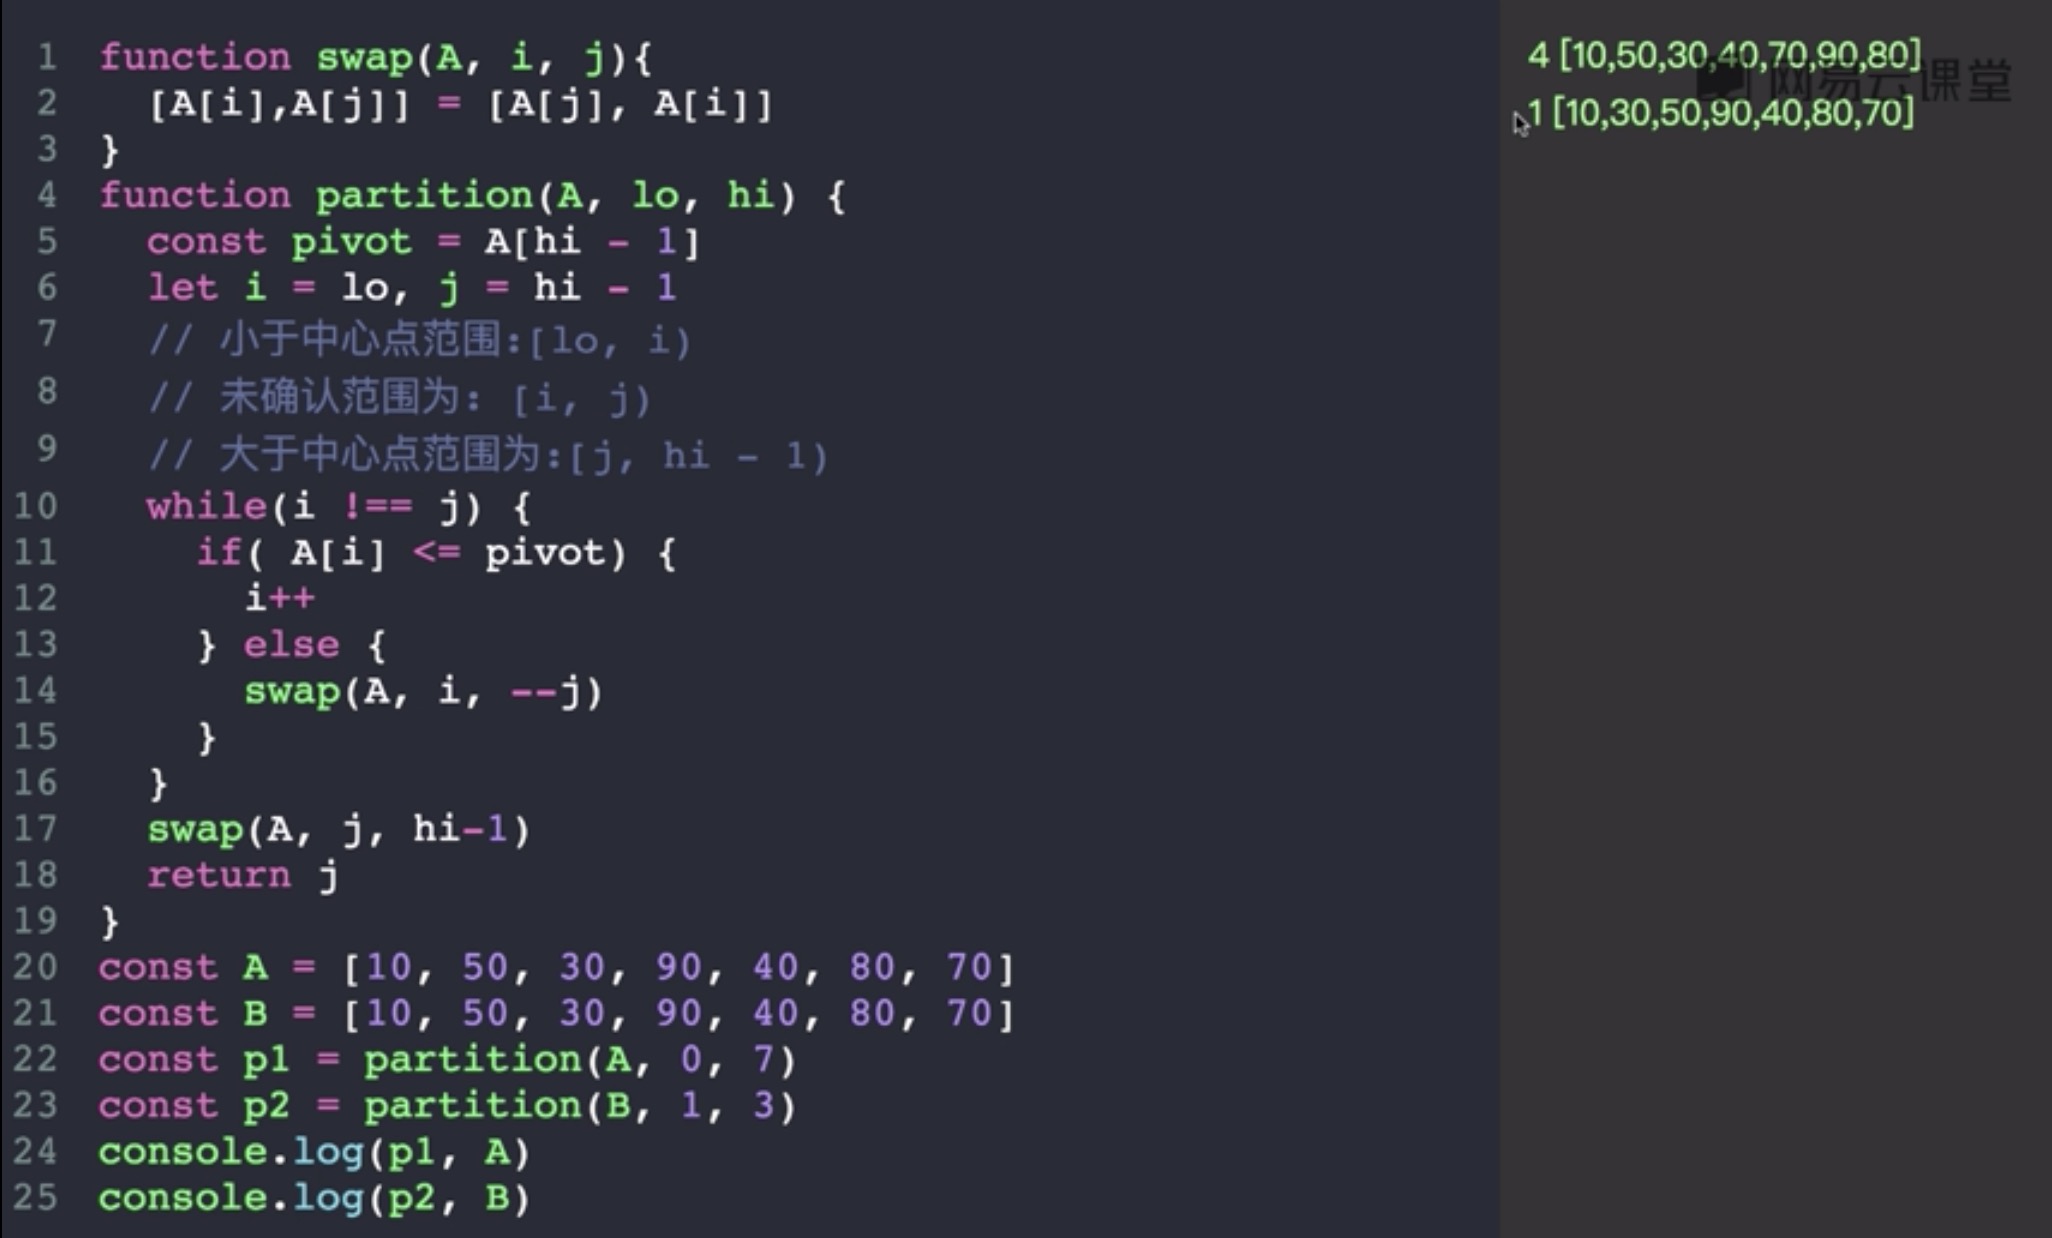 1 function swap(A, i, j){
2 [A[i],A[j]] = [A[j], A[i]]
3 }
4 function partition(A, lo, hi) {
5 const pivot = A[hi - 1]
6 let i = lo, j = hi - 1
7 // 小于中心点范围:[lo, i)
8 // 未确认范围为: [i, j)
9 // 大于中心点范围为:[j, hi - 1)
10 while(i !== j) {
11 if( A[i] <= pivot) {
12 i++
13 } else {
14 swap(A, i, --j)
15 }
16 }
17 swap(A, j, hi-1)
18 return j
19 }
20 const A = [10, 50, 30, 90, 40, 80, 70]
21 const B = [10, 50, 30, 90, 40, 80, 70]
22 const p1 = partition(A, 0, 7)
23 const p2 = partition(B, 1, 3)
24 console.log(p1, A)
25 console.log(p2, B)
4 [10,50,30,40,70,90,80]
网易云课堂
1 [10,30,50,90,40,80,70]